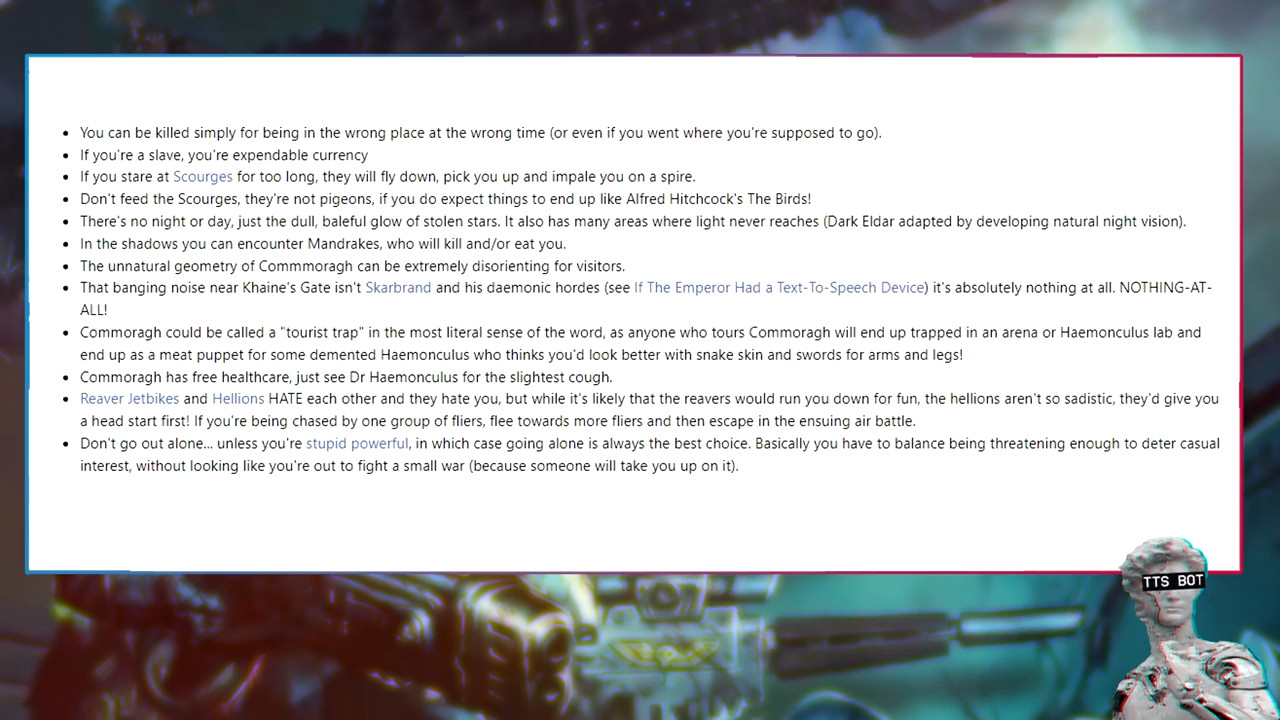 You can be killed simply for being in the wrong place at the wrong time (or even if you went where you're supposed to go).
If you're a slave, you're expendable currency
If you stare at Scourges for too long, they will fly down, pick you up and impale you on a spire.
Don't feed the Scourges, they're not pigeons, if you do expect things to end up like Alfred Hitchcock's The Birds!
There's no night or day, just the dull, baleful glow of stolen stars. It also has many areas where light never reaches (Dark Eldar adapted by developing natural night vision).
In the shadows you can encounter Mandrakes, who will kill and/or eat you.
The unnatural geometry of Commmoragh can be extremely disorienting for visitors.
That banging noise near Khaine's Gate isn't Skarbrand and his daemonic hordes (see If The Emperor Had a Text-To-Speech Device) it's absolutely nothing at all. NOTHING-AT-
ALL!
Commoragh could be called a "tourist trap" in the most literal sense of the word, as anyone who tours Commoragh will end up trapped in an arena or Haemonculus lab and
end up as a meat puppet for some demented Haemonculus who thinks you'd look better with snake skin and swords for arms and legs!
Commoragh has free healthcare, just see Dr Haemonculus for the slightest cough.
Reaver Jetbikes and Hellions HATE each other and they hate you, but while it's likely that the reavers would run you down for fun, the hellions aren't so sadistic, they'd give you
a head start first! If you're being chased by one group of fliers, flee towards more fliers and then escape in the ensuing air battle.
Don't go out alone... unless you're stupid powerful, in which case going alone is always the best choice. Basically you have to balance being threatening enough to deter casual
interest, without looking like you're out to fight a small war (because someone will take you up on it).
TTS BOT